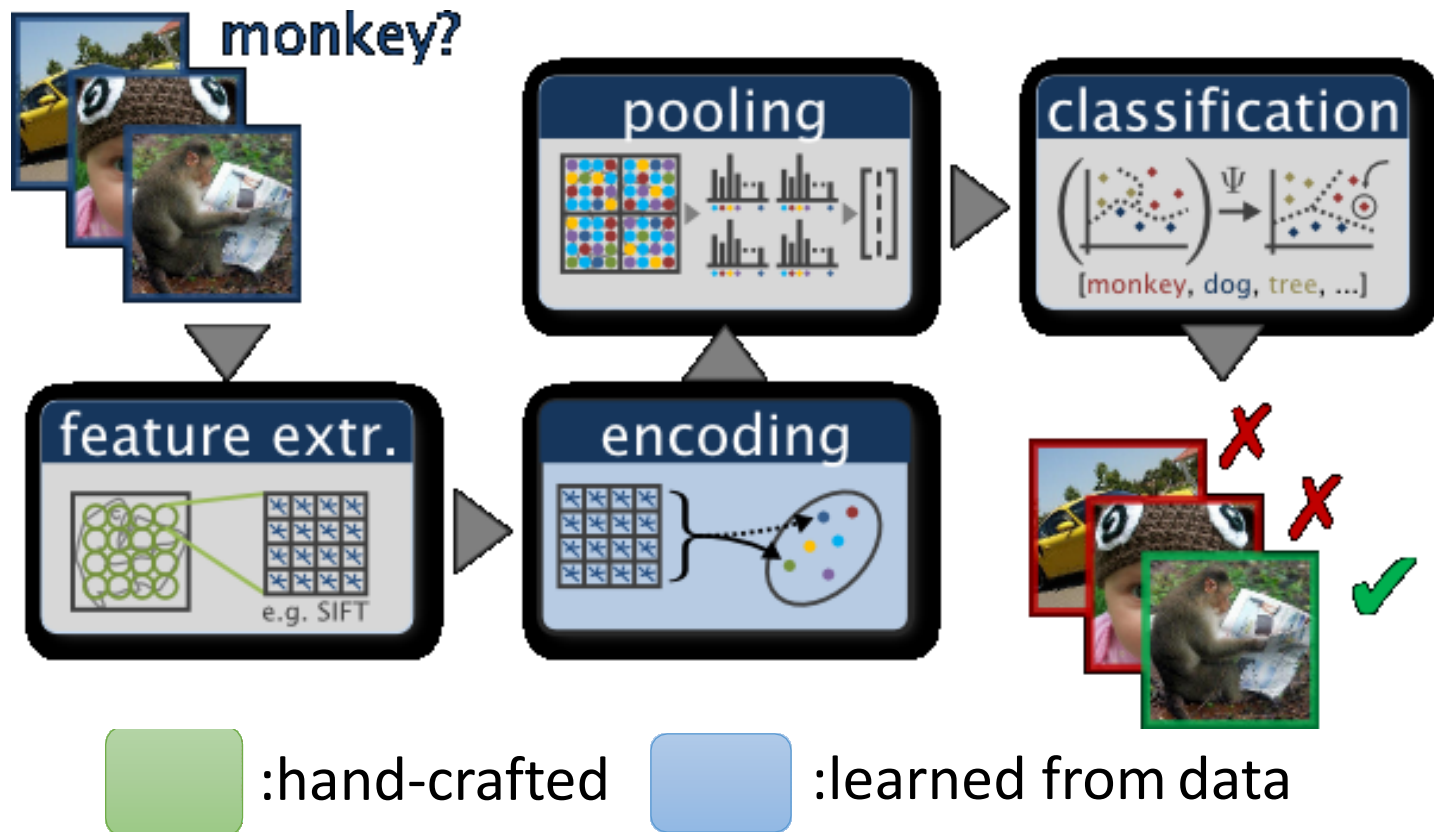 monkey?
feature extr.
e.g. SIFT
encoding
pooling
classification
Ψ
[monkey, dog, tree, ...]
✗
✗
✓
:hand-crafted
:learned from data